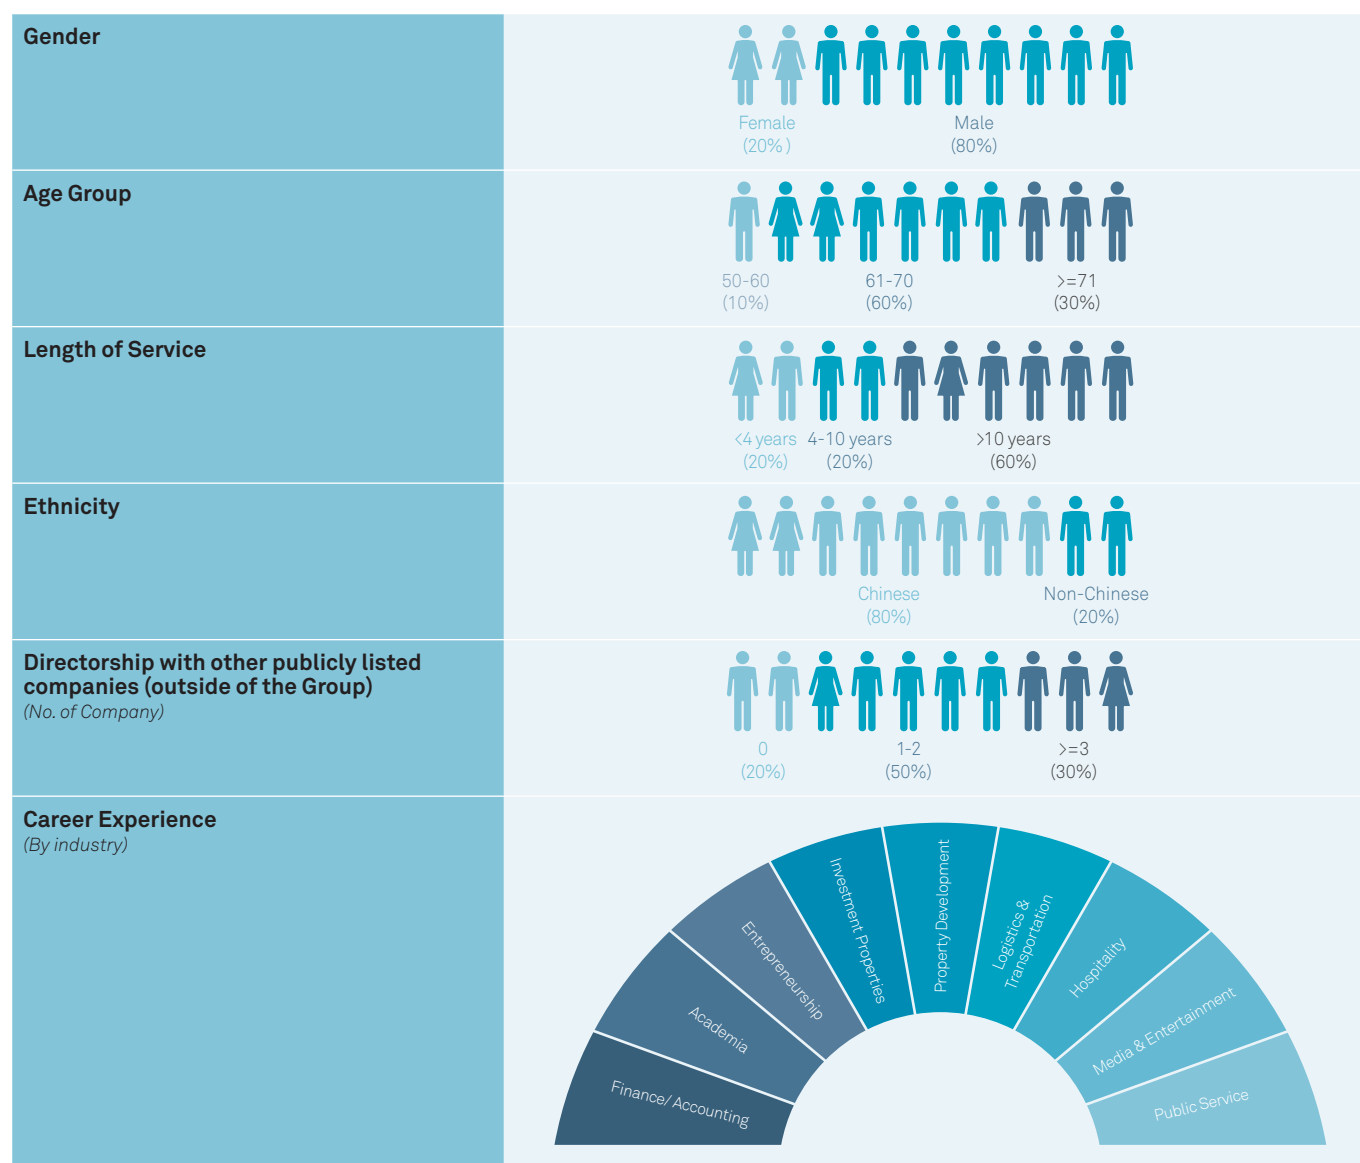 Gender
Female
(20% )
Male
(80%)
Age Group
50-60
(10%)
61-70
(60%)
>=71
(30%)
Length of Service
<4 years
(20%)
4-10 years
(20%)
>10 years
(60%)
Ethnicity
Chinese
(80%)
Non-Chinese
(20%)
Directorship with other publicly listed
companies (outside of the Group)
(No. of Company)
0
(20%)
1-2
(50%)
>=3
(30%)
Career Experience
(By industry)
Finance/ Accounting
Academia
Entrepreneurship
Investment Properties
Property Development
Logistics &
Transportation
Hospitality
Media & Entertainment
Public Service